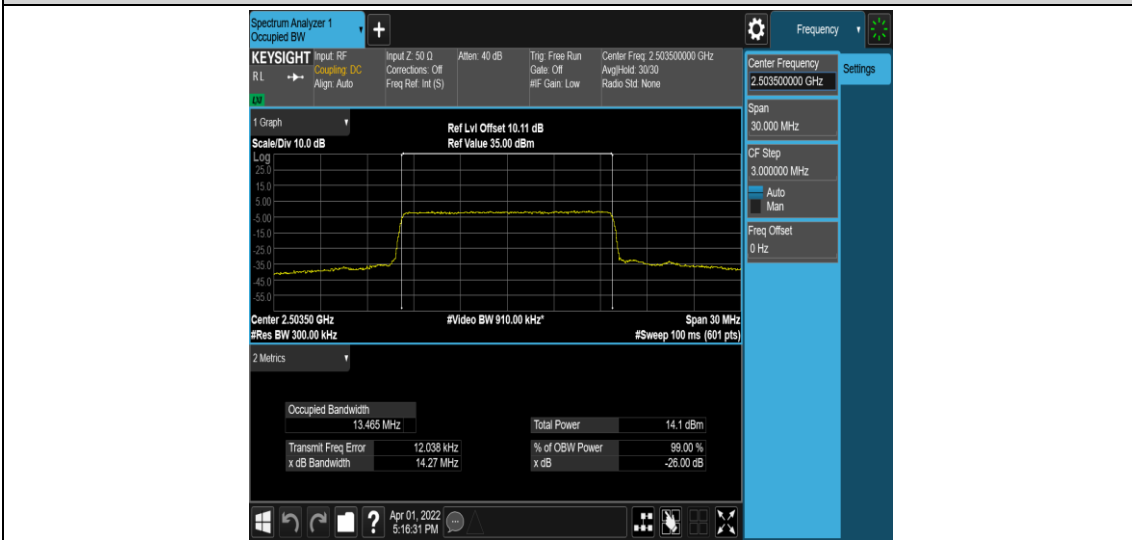 Spectrum Analyzer 1
Occupied BW
+
Frequency
KEYSIGHT
R L
LXI
Input: RF
Coupling: DC
Align: Auto
Input Z: 50 Ω
Corrections: Off
Freq Ref: Int (S)
Atten: 40 dB
Trig: Free Run
Gate: Off
#IF Gain: Low
Center Freq: 2.503500000 GHz
Avg|Hold: 30/30
Radio Std: None
Center Frequency
2.503500000 GHz
Settings
Span
30.000 MHz
CF Step
3.000000 MHz
Auto
Man
Freq Offset
0 Hz
1 Graph
Scale/Div 10.0 dB
Ref Lvl Offset 10.11 dB
Ref Value 35.00 dBm
Log
25.0
15.0
5.00
-5.00
-15.0
-25.0
-35.0
-45.0
-55.0
Center 2.50350 GHz
#Res BW 300.00 kHz
#Video BW 910.00 kHz*
Span 30 MHz
#Sweep 100 ms (601 pts)
2 Metrics
Occupied Bandwidth
13.465 MHz
Transmit Freq Error 12.038 kHz
x dB Bandwidth 14.27 MHz
Total Power 14.1 dBm
% of OBW Power 99.00 %
x dB -26.00 dB
?
Apr 01, 2022
5:16:31 PM